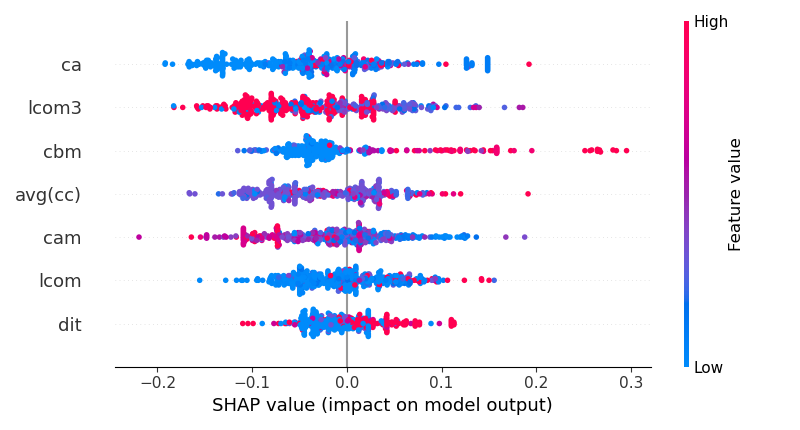 High
ca
lcom3
cbm
avg(cc)
cam
lcom
dit
Feature value
Low
−0.2 −0.1 0.0 0.1 0.2 0.3
SHAP value (impact on model output)